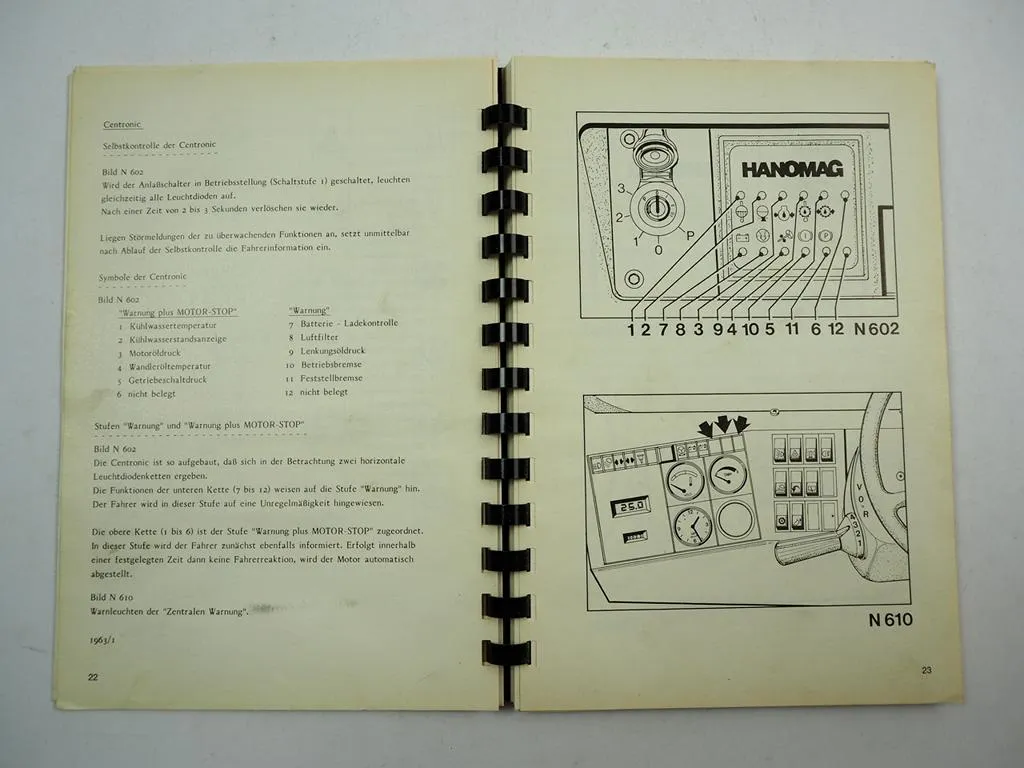 Centronic
Selbstkontrolle der Centronic
Bild N 602
Wird der Anlaßschalter in Betriebsstellung (Schaltstufe 1) geschaltet, leuchten
gleichzeitig alle Leuchtdioden auf.
Nach einer Zeit von 2 bis 3 Sekunden verlöschen sie wieder.
Liegen Störmeldungen der zu überwachenden Funktionen an, setzt unmittelbar
nach Ablauf der Selbstkontrolle die Fahrerinformation ein.
Symbole der Centronic
Bild N 602
"Warnung plus MOTOR-STOP"
1 Kühlwassertemperatur
2 Kühlwasserstandsanzeige
3 Motoröldruck
4 Wandleröltemperatur
5 Getriebeschaltdruck
6 nicht belegt
"Warnung"
7 Batterie - Ladekontrolle
8 Luftfilter
9 Lenkungsöldruck
10 Betriebsbremse
11 Feststellbremse
12 nicht belegt
Stufen "Warnung" und "Warnung plus MOTOR-STOP"
Bild N 602
Die Centronic ist so aufgebaut, daß sich in der Betrachtung zwei horizontale
Leuchtdiodenketten ergeben.
Die Funktionen der unteren Kette (7 bis 12) weisen auf die Stufe "Warnung" hin.
Der Fahrer wird in dieser Stufe auf eine Unregelmäßigkeit hingewiesen.
Die obere Kette (1 bis 6) ist der Stufe "Warnung plus MOTOR-STOP" zugeordnet.
In dieser Stufe wird der Fahrer zunächst ebenfalls informiert. Erfolgt innerhalb
einer festgelegten Zeit dann keine Fahrerreaktion, wird der Motor automatisch
abgestellt.
Bild N 610
Warnleuchten der "Zentralen Warnung".
1963/1
22
HANOMAG
3
2
1
0
P
1 2 7 8 3 9 4 10 5 11 6 12 N 602
25.0
V O R
4
3
2
1
N 610
23